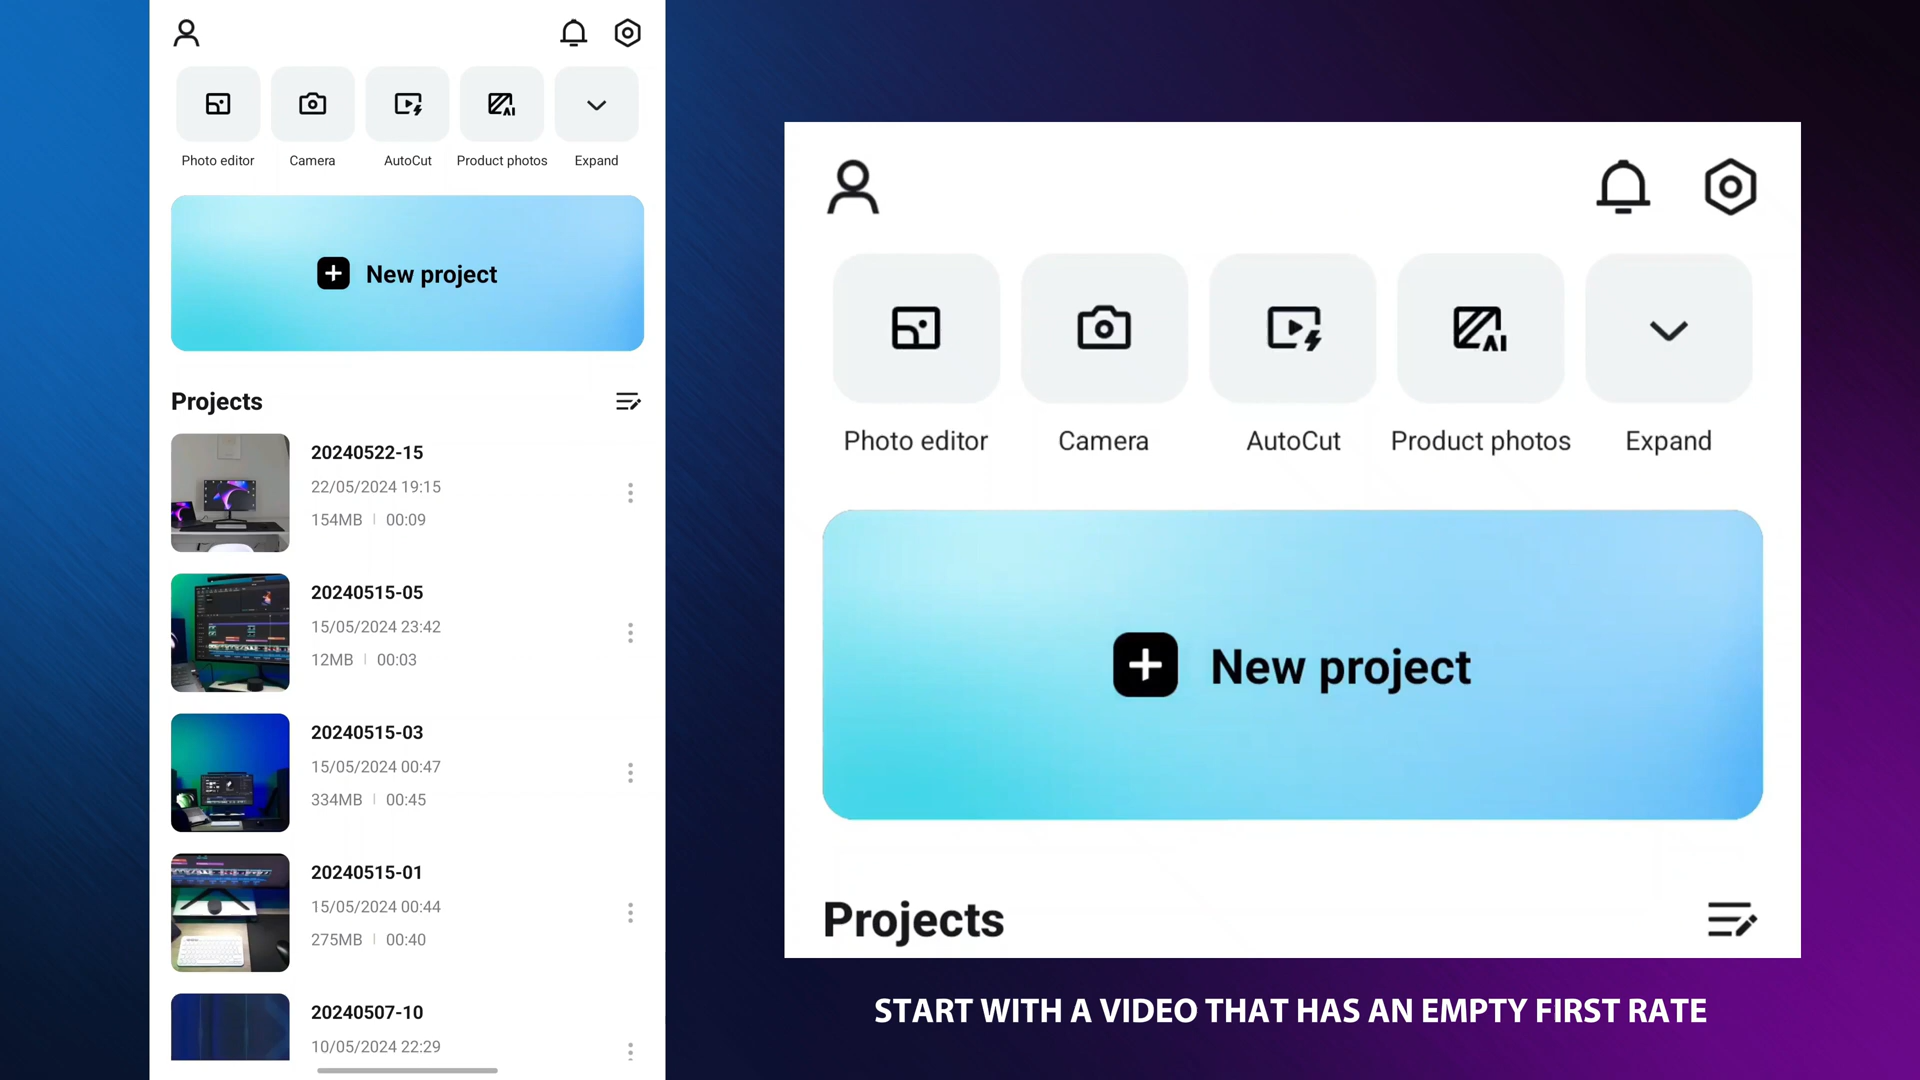 Photo editor
Camera
AutoCut
Product photos
AI
Expand
New project
Projects
20240522-15
22/05/2024 19:15
154MB | 00:09
20240515-05
15/05/2024 23:42
12MB | 00:03
20240515-03
15/05/2024 00:47
334MB | 00:45
20240515-01
15/05/2024 00:44
275MB | 00:40
20240507-10
10/05/2024 22:29
Photo editor
Camera
AutoCut
Product photos
AI
Expand
New project
Projects
START WITH A VIDEO THAT HAS AN EMPTY FIRST RATE